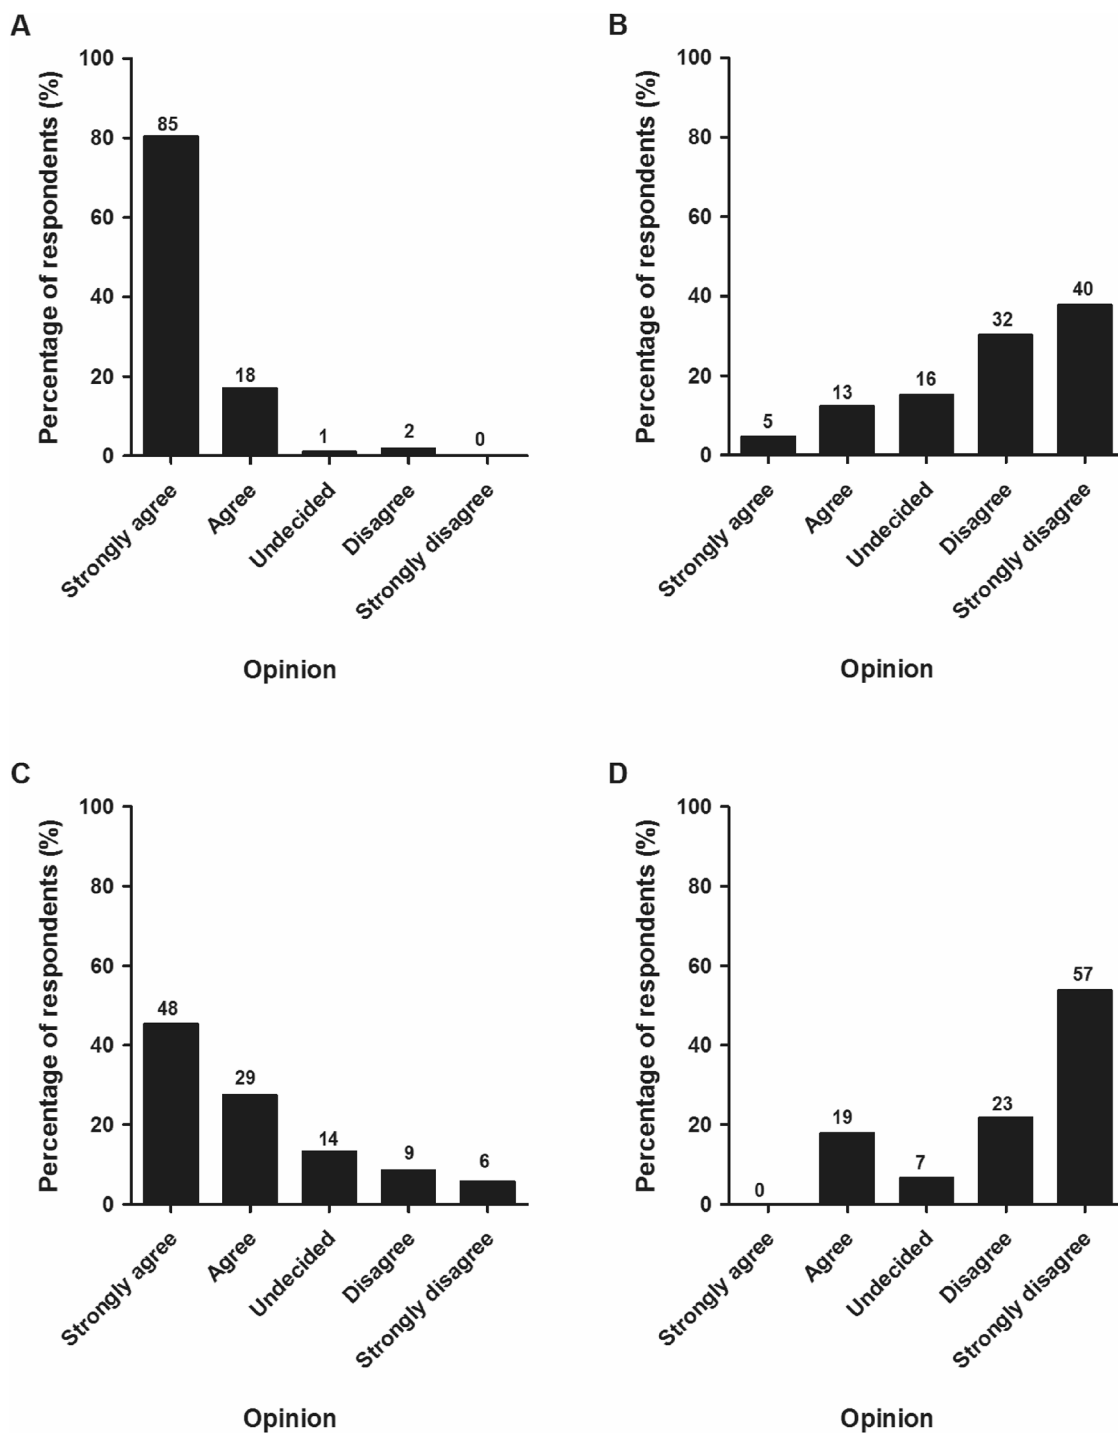 A
Percentage of respondents (%)
100
80
60
40
20
0
85
18
1
2
0
Strongly agree
Agree
Undecided
Disagree
Strongly disagree
Opinion
B
Percentage of respondents (%)
100
80
60
40
20
0
5
13
16
32
40
Strongly agree
Agree
Undecided
Disagree
Strongly disagree
Opinion
C
Percentage of respondents (%)
100
80
60
40
20
0
48
29
14
9
6
Strongly agree
Agree
Undecided
Disagree
Strongly disagree
Opinion
D
Percentage of respondents (%)
100
80
60
40
20
0
0
19
7
23
57
Strongly agree
Agree
Undecided
Disagree
Strongly disagree
Opinion